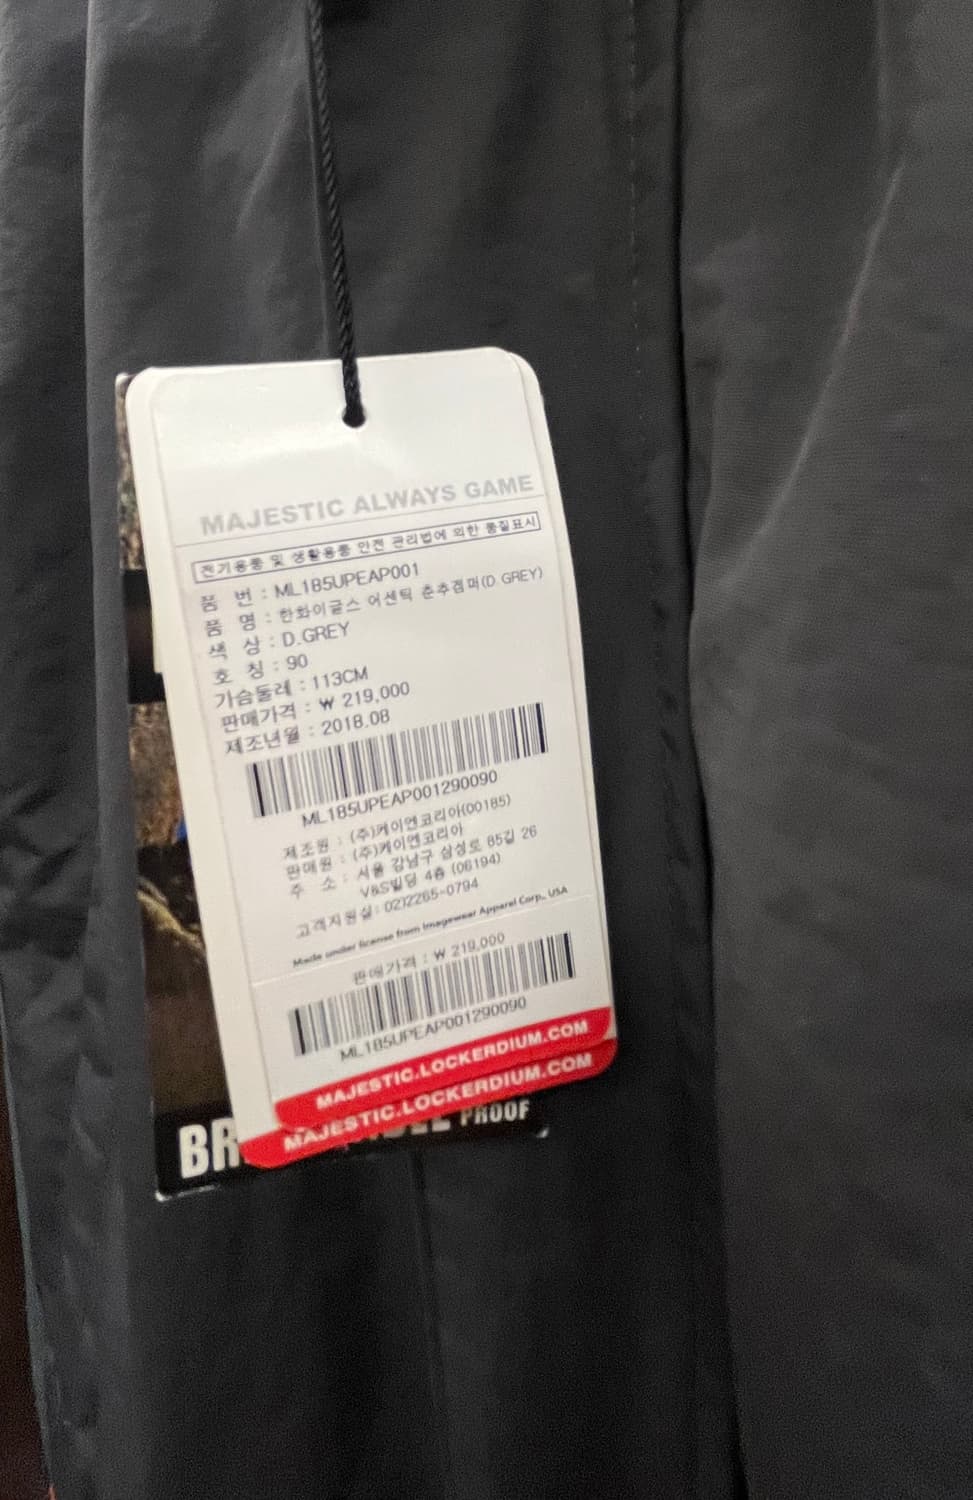 MAJESTIC ALWAYS GAME
전기용품 및 생활용품 안전 관리법에 의한 품질표시
품 번 : ML1B5UPEAP001
품 명 : 한화이글스 어센틱 춘추점퍼(D.GREY)
색 상 : D.GREY
호 칭 : 90
가슴둘레 : 113CM
판매가격 : ₩ 219,000
제조년월 : 2018.08
ML1B5UPEAP001290090
제조원 : (주)케이엔코리아(001B5)
판매원 : (주)케이엔코리아
주 소 : 서울 강남구 삼성로 85길 26
V&S빌딩 4층 (06194)
고객지원실 : 02)2265-0794
Made under license from Imagewear Apparel Corp., USA
판매가격 : ₩ 219,000
ML1B5UPEAP001290090
MAJESTIC.LOCKERDIUM.COM
MAJESTIC.LOCKERDIUM.COM
PROOF